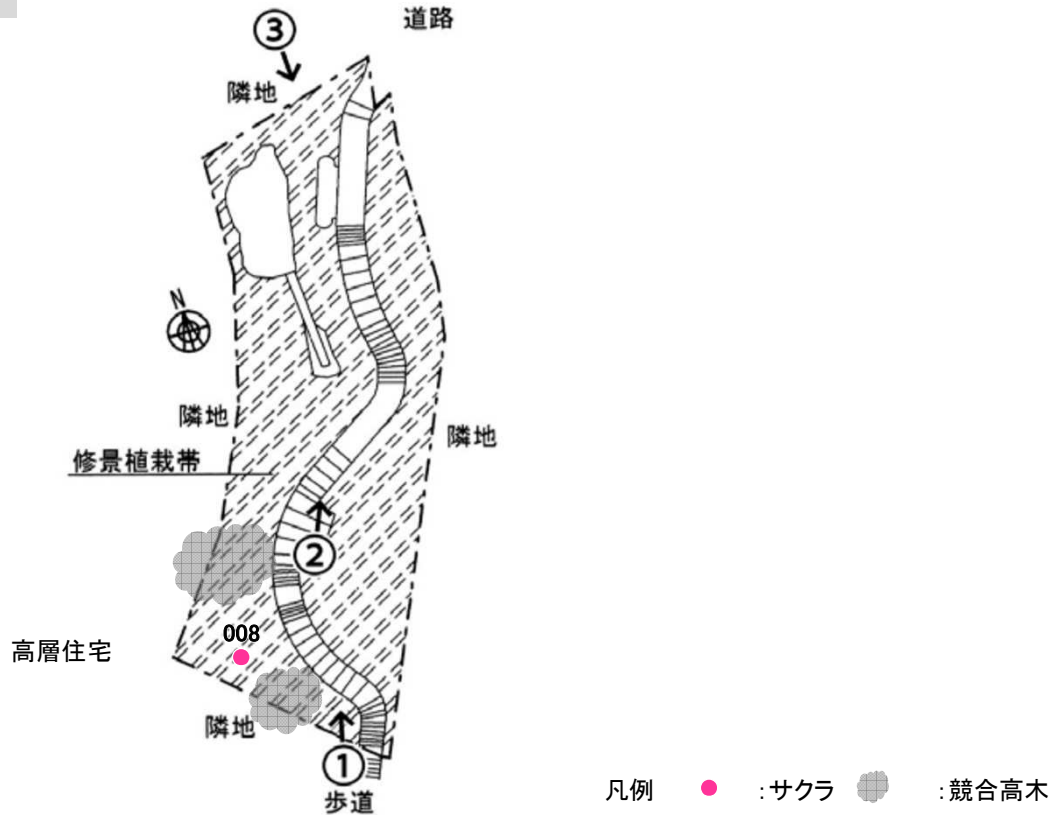 道路
③
隣地
N
隣地
隣地
修景植栽帯
②
008
高層住宅
隣地
①
歩道
凡例 :サクラ :競合高木